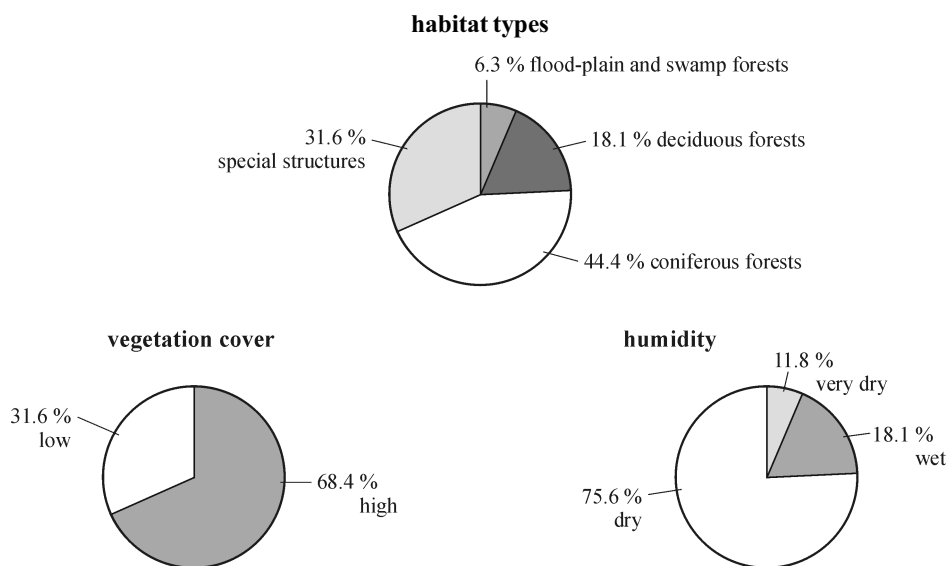 habitat types
6.3 % flood-plain and swamp forests
31.6 %
special structures
18.1 % deciduous forests
44.4 % coniferous forests
vegetation cover
31.6 %
low
68.4 %
high
humidity
11.8 %
very dry
18.1 %
wet
75.6 %
dry